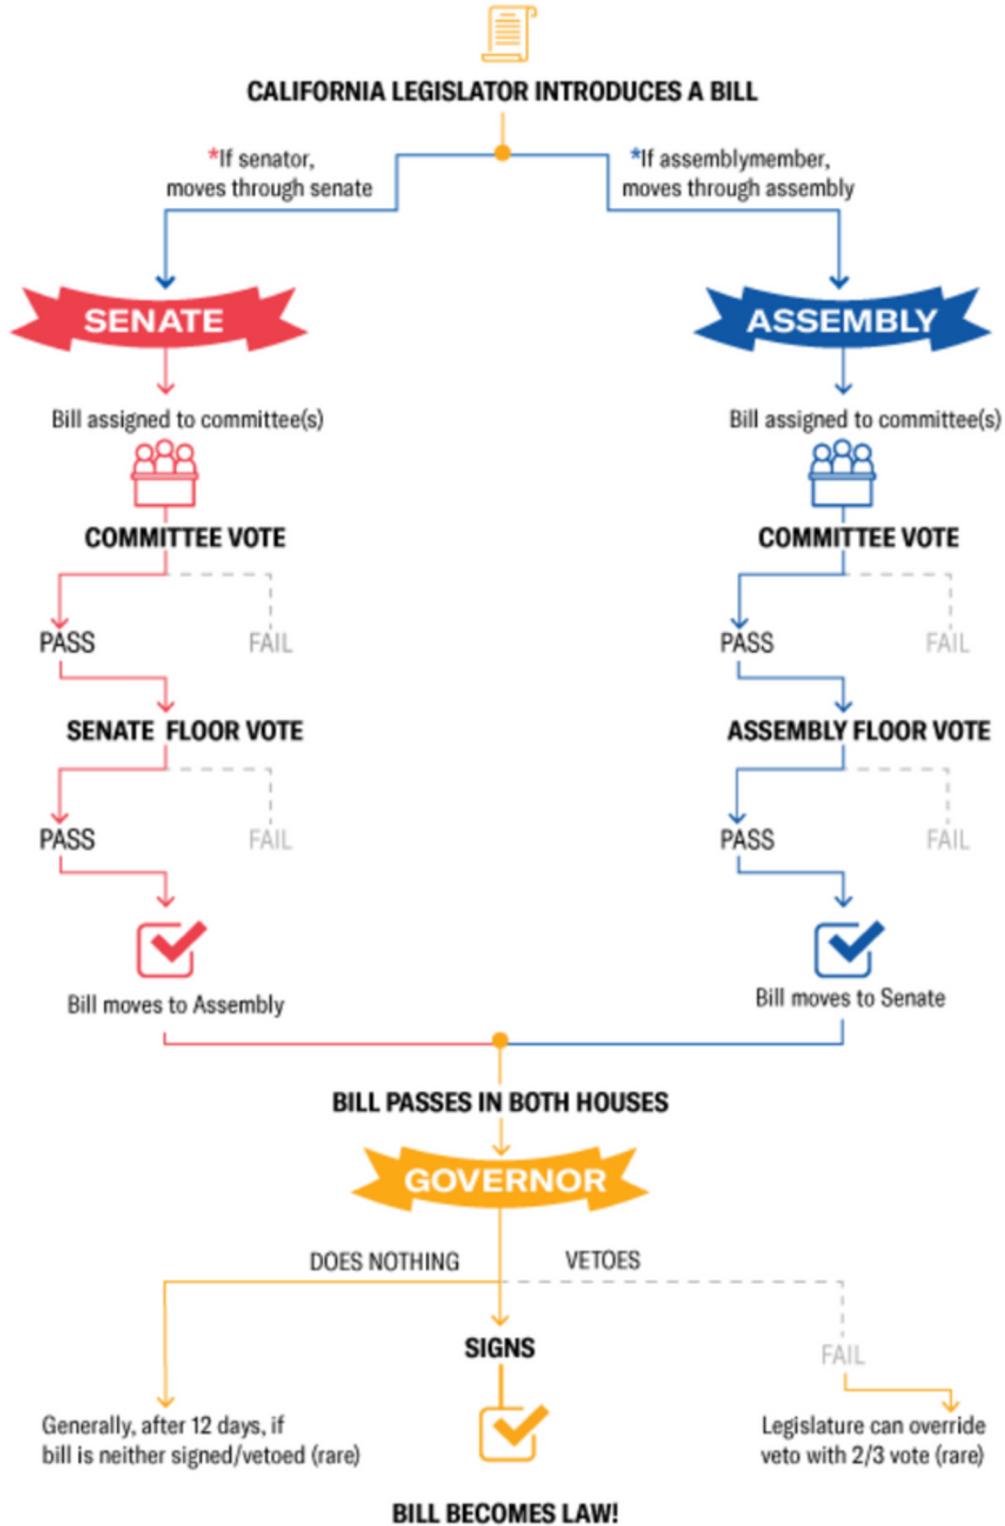 CALIFORNIA LEGISLATOR INTRODUCES A BILL
*If senator,
moves through senate
*If assemblymember,
moves through assembly
SENATE
ASSEMBLY
Bill assigned to committee(s)
Bill assigned to committee(s)
COMMITTEE VOTE
COMMITTEE VOTE
PASS
FAIL
PASS
FAIL
SENATE FLOOR VOTE
ASSEMBLY FLOOR VOTE
PASS
FAIL
PASS
FAIL
Bill moves to Assembly
Bill moves to Senate
BILL PASSES IN BOTH HOUSES
GOVERNOR
DOES NOTHING
VETOES
SIGNS
FAIL
Generally, after 12 days, if
bill is neither signed/vetoed (rare)
Legislature can override
veto with 2/3 vote (rare)
BILL BECOMES LAW!